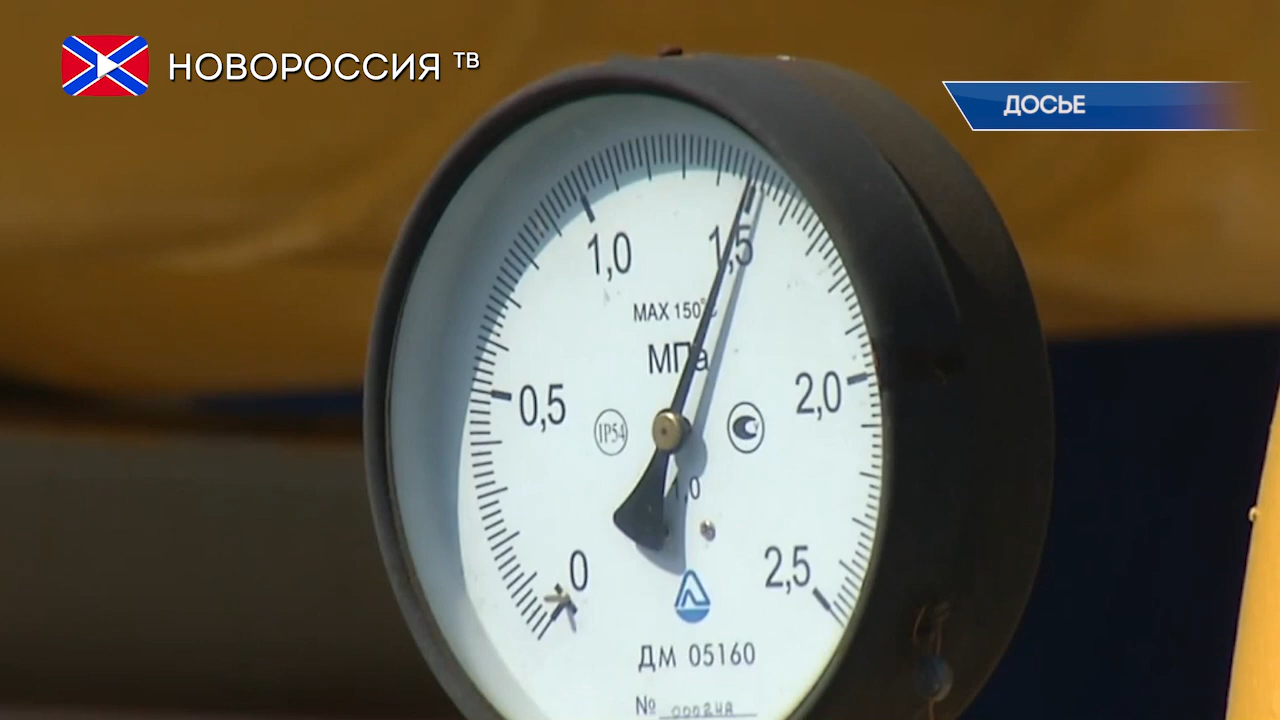 НОВОРОССИЯ ТВ
ДОСЬЕ
1,0
1,5
MAX 150°C
МПа
0,5
2,0
IP54
1,0
0
2,5
ДМ 05160
№